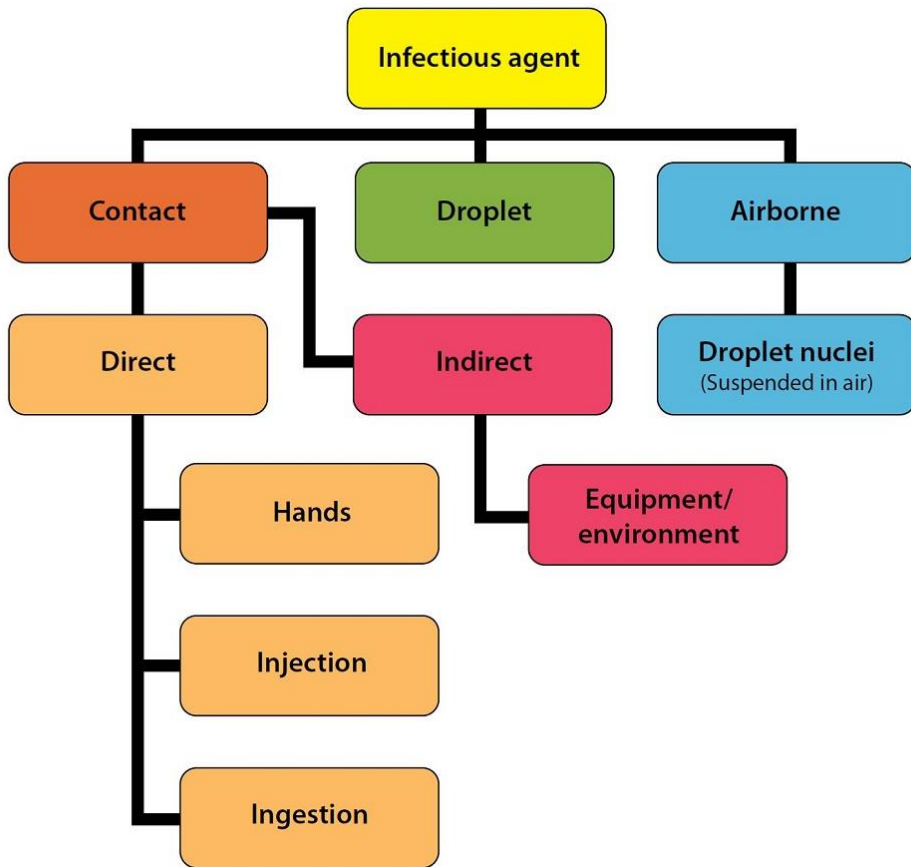 Infectious agent
Contact
Droplet
Airborne
Direct
Indirect
Droplet nuclei
(Suspended in air)
Hands
Equipment/
environment
Injection
Ingestion